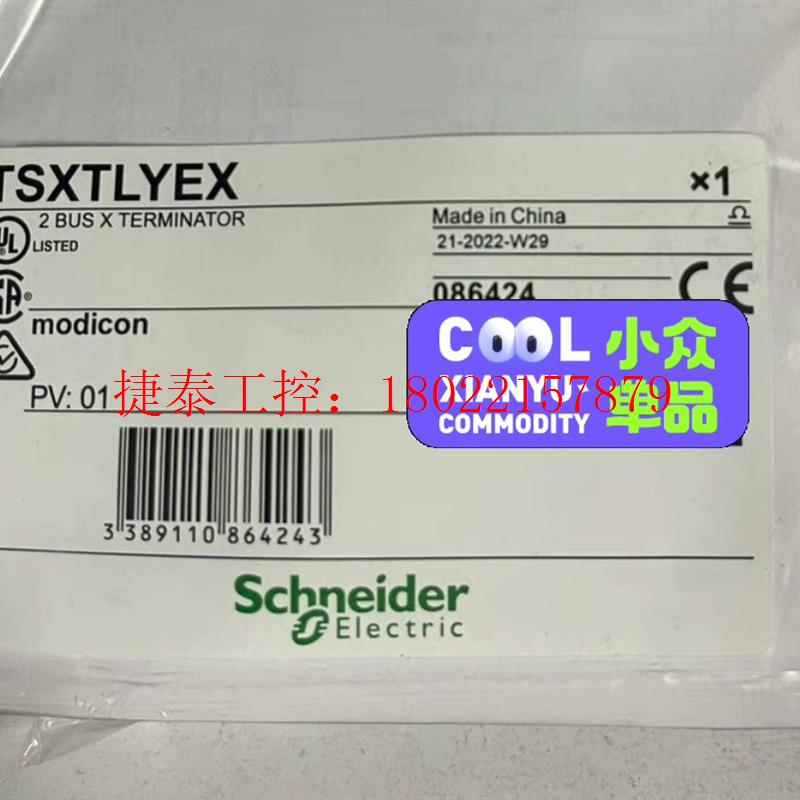 TSXTLYEX
×1
2 BUS X TERMINATOR
UL LISTED
Made in China
21-2022-W29
086424
CE
modicon
PV: 01
捷泰工控：18022157879
COOL 小众
XIANYU 单品
COMMODITY
3 389110 864243
Schneider
Electric